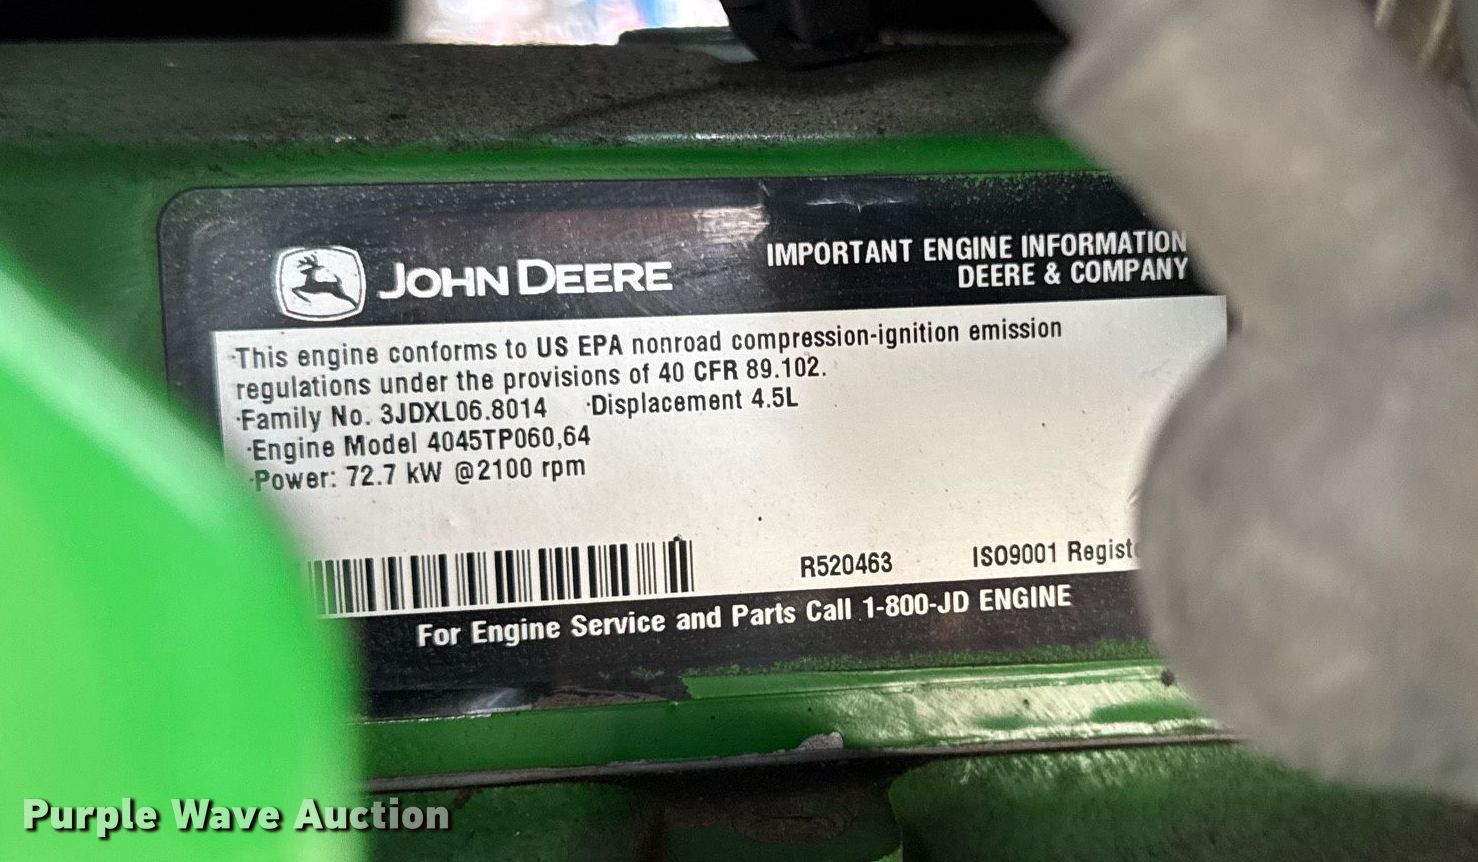 JOHN DEERE
IMPORTANT ENGINE INFORMATION
DEERE & COMPANY
·This engine conforms to US EPA nonroad compression-ignition emission
regulations under the provisions of 40 CFR 89.102.
·Family No. 3JDXL06.8014 ·Displacement 4.5L
·Engine Model 4045TP060,64
·Power: 72.7 kW @2100 rpm
R520463 ISO9001
For Engine Service and Parts Call 1-800-JD ENGINE
Purple Wave Auction